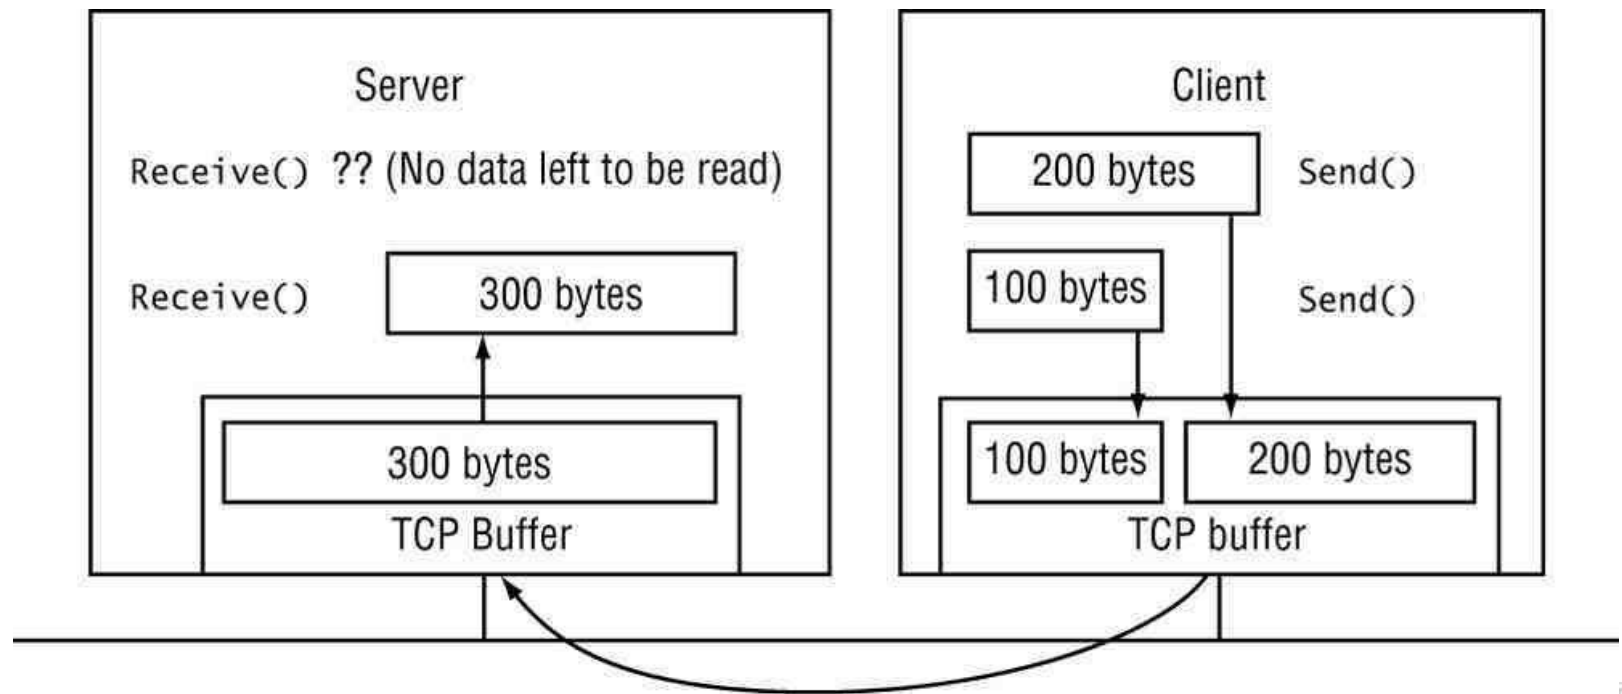 Server
Receive() ?? (No data left to be read)
Receive()
300 bytes
300 bytes
TCP Buffer
Client
200 bytes Send()
100 bytes Send()
100 bytes 200 bytes
TCP buffer